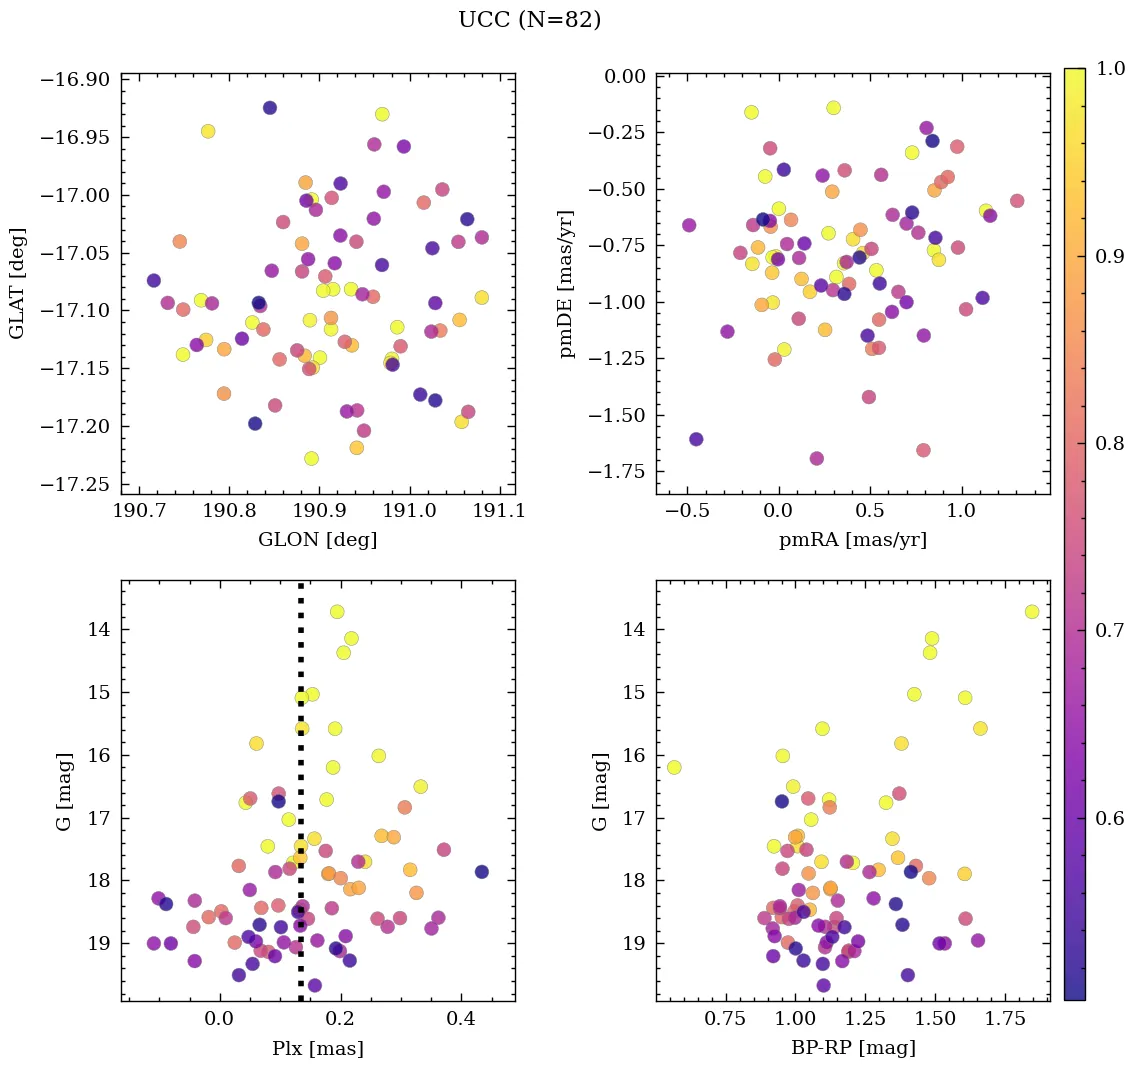 UCC (N=82)
−16.90
−16.95
−17.00
−17.05
−17.10
−17.15
−17.20
−17.25
GLAT [deg]
190.7 190.8 190.9 191.0 191.1
GLON [deg]
0.00
−0.25
−0.50
−0.75
−1.00
−1.25
−1.50
−1.75
pmDE [mas/yr]
−0.5 0.0 0.5 1.0
pmRA [mas/yr]
14
15
16
17
18
19
G [mag]
0.0 0.2 0.4
Plx [mas]
14
15
16
17
18
19
G [mag]
0.75 1.00 1.25 1.50 1.75
BP-RP [mag]
1.0
0.9
0.8
0.7
0.6